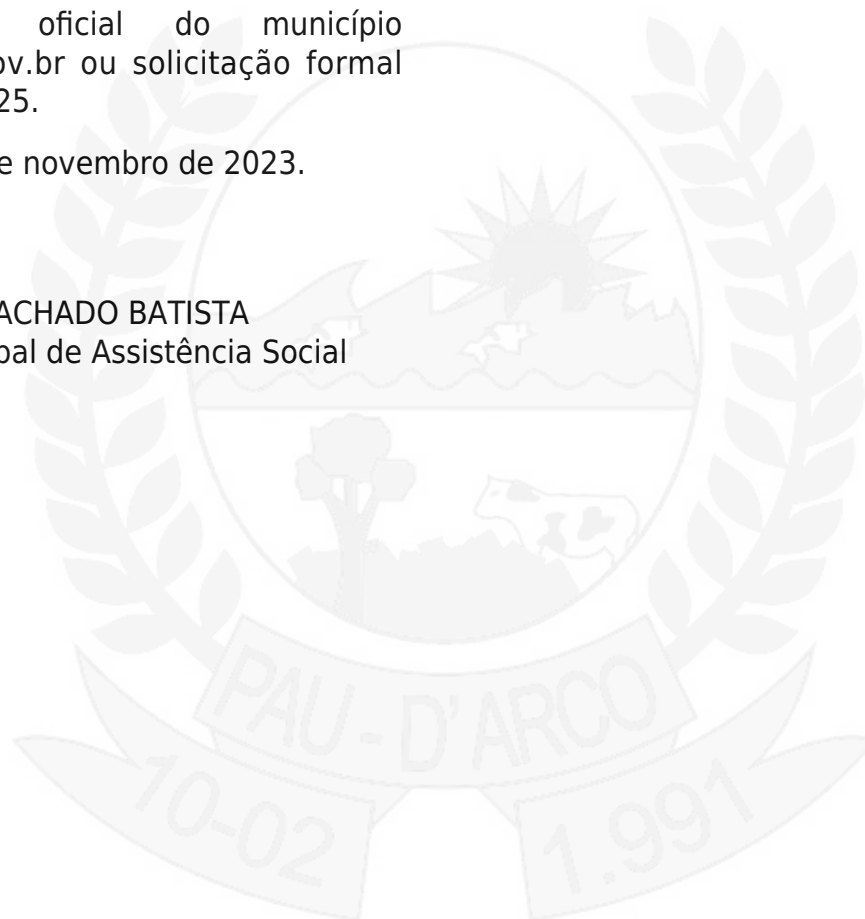 oficial do município
ov.br ou solicitação formal
25.
e novembro de 2023.
ACHADO BATISTA
pal de Assistência Social
PAU - D'ARCO
10-02 1.991